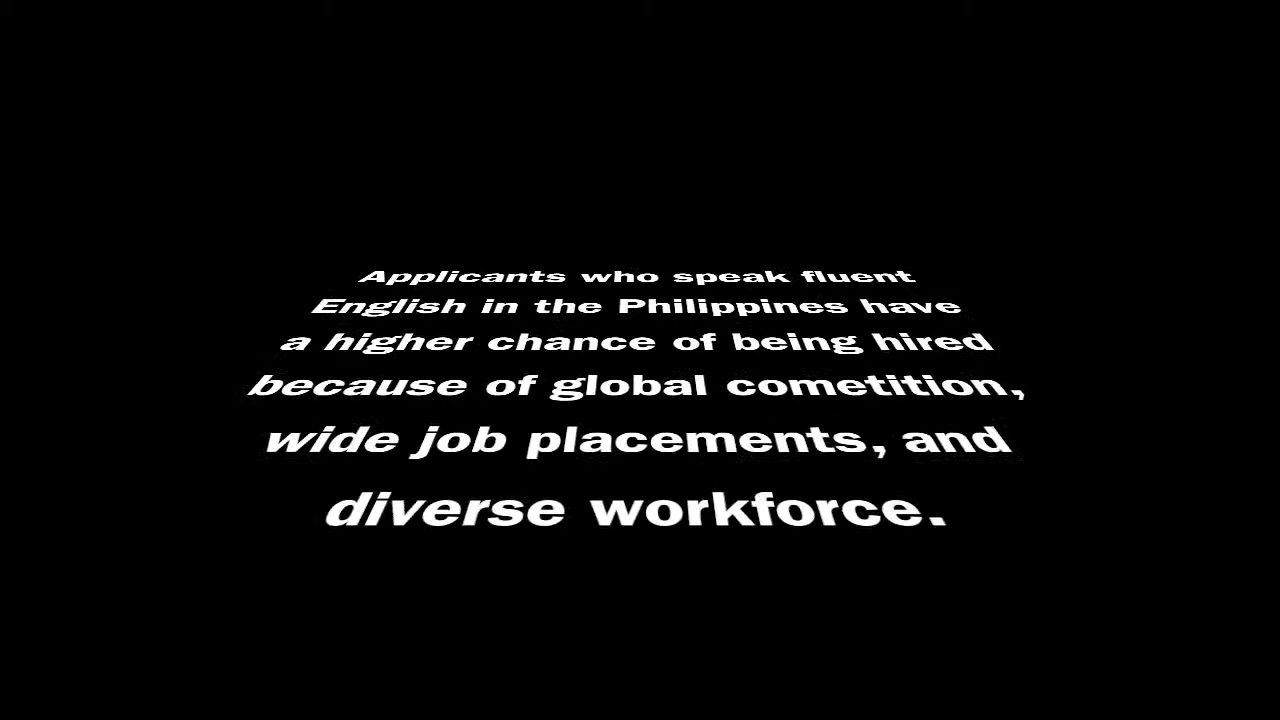 Applicants who speak fluent
English in the Philippines have
a higher chance of being hired
because of global cometition,
wide job placements, and
diverse workforce.